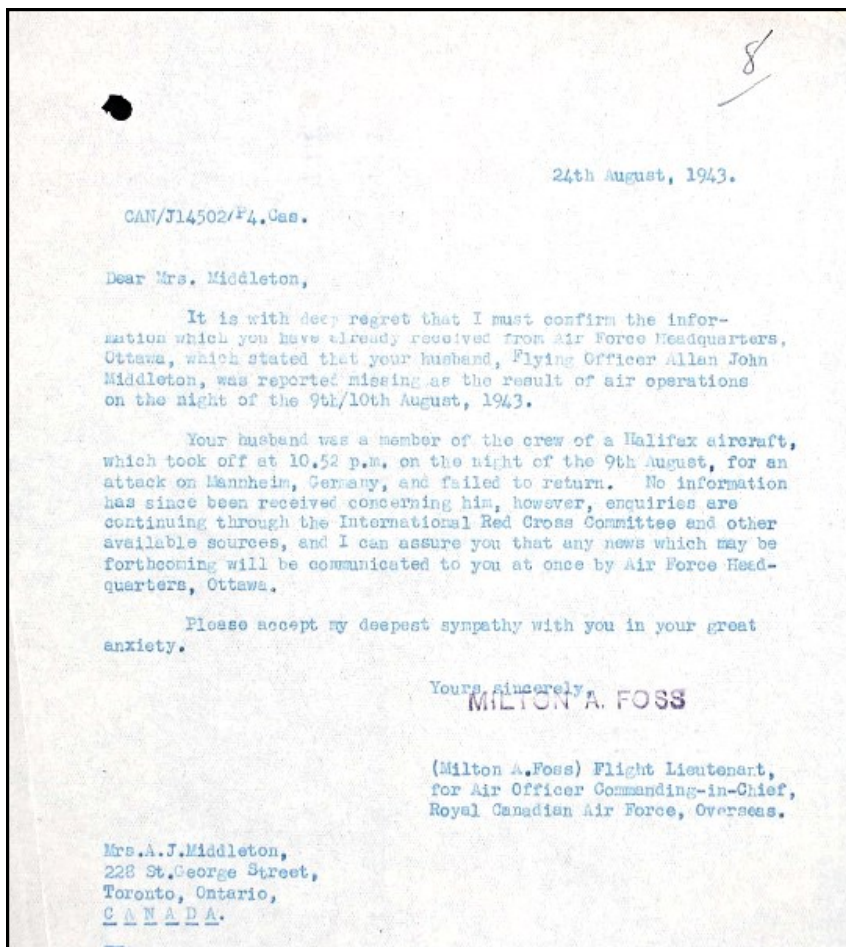 8
24th August, 1943.
CAN/J14502/P4.Cas.
Dear Mrs. Middleton,
It is with deep regret that I must confirm the infor-
mation which you have already received from Air Force Headquarters,
Ottawa, which stated that your husband, Flying Officer Allan John
Middleton, was reported missing as the result of air operations
on the night of the 9th/10th August, 1943.
Your husband was a member of the crew of a Halifax aircraft,
which took off at 10.52 p.m. on the night of the 9th August, for an
attack on Mannheim, Germany, and failed to return. No information
has since been received concerning him, however, enquiries are
continuing through the International Red Cross Committee and other
available sources, and I can assure you that any news which may be
forthcoming will be communicated to you at once by Air Force Head-
quarters, Ottawa.
Please accept my deepest sympathy with you in your great
anxiety.
Yours sincerely,
MILTON A. FOSS
(Milton A.Foss) Flight Lieutenant,
for Air Officer Commanding-in-Chief,
Royal Canadian Air Force, Overseas.
Mrs.A.J.Middleton,
228 St.George Street,
Toronto, Ontario,
C A N A D A.